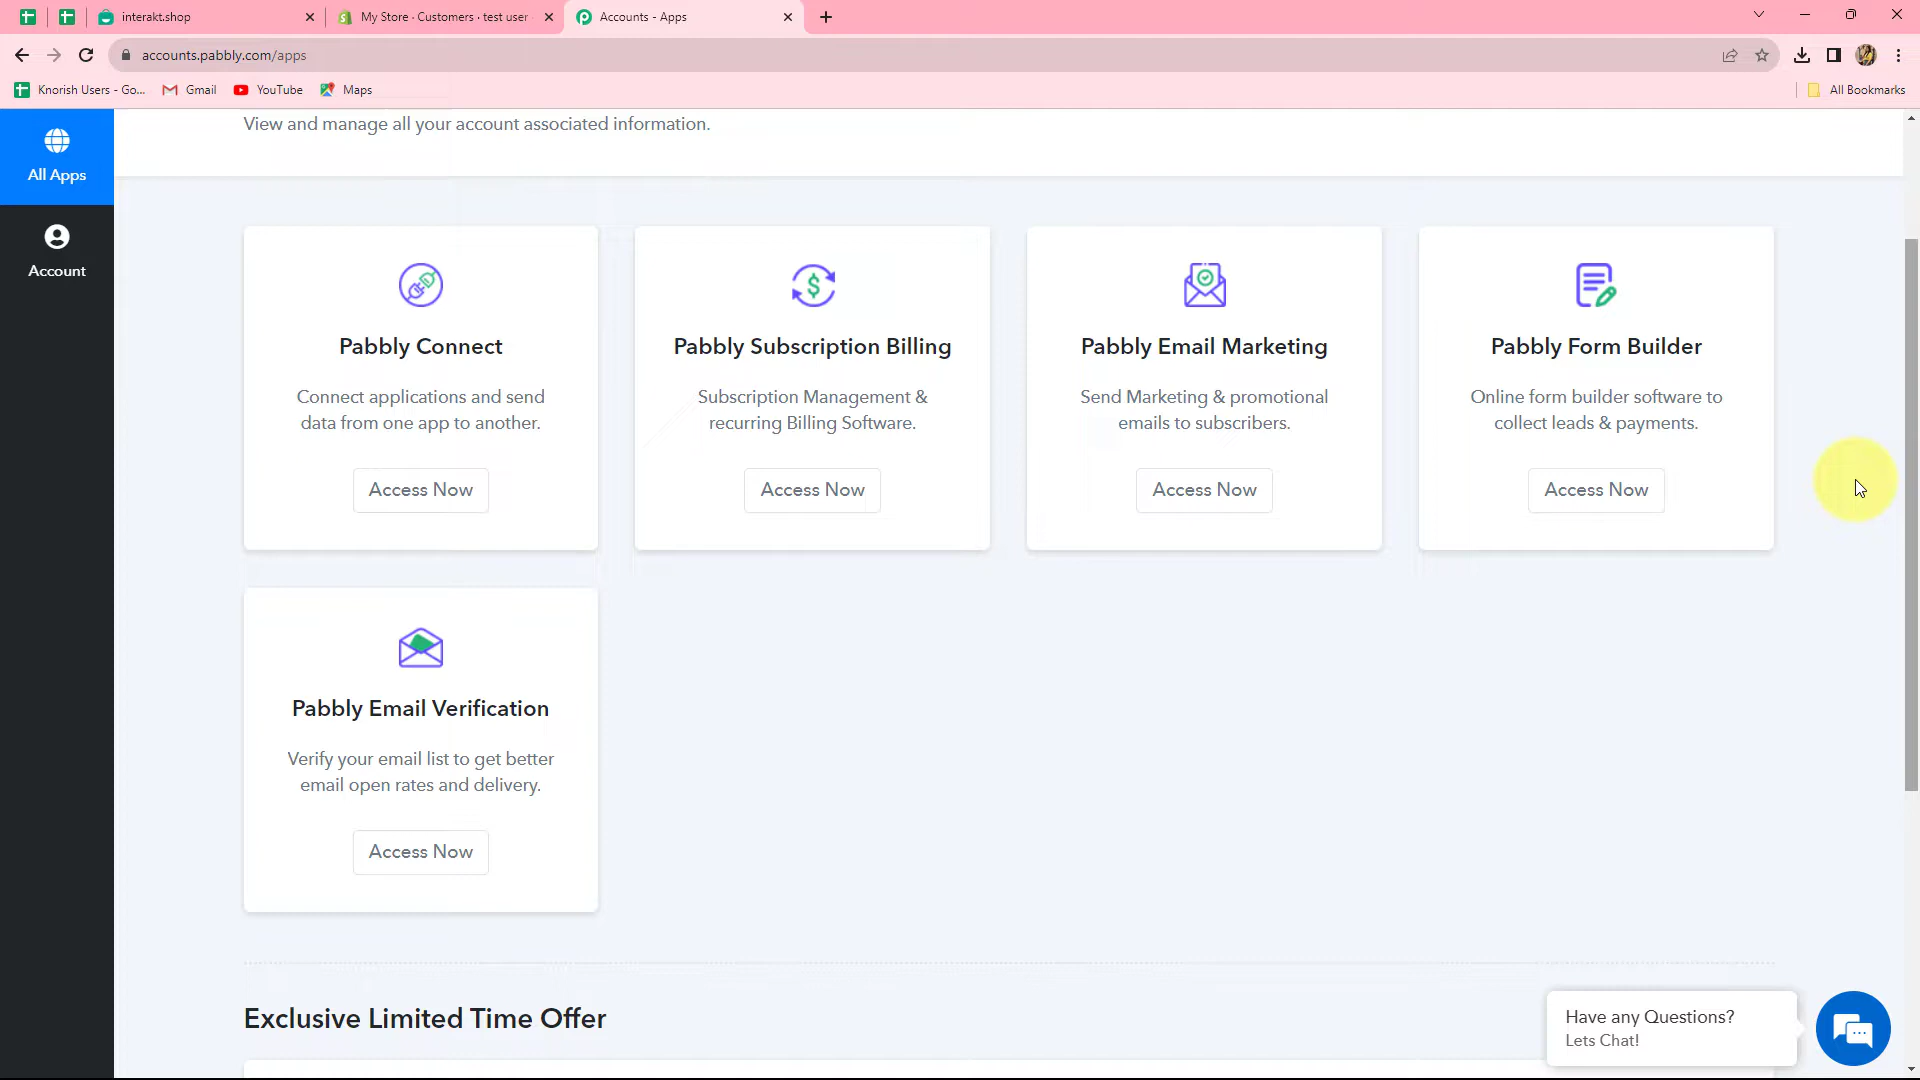 interakt.shop
My Store · Customers · test user
Accounts - Apps
accounts.pabbly.com/apps
Knorish Users - Go...
Gmail
YouTube
Maps
All Bookmarks
All Apps
Account
View and manage all your account associated information.
Pabbly Connect
Connect applications and send
data from one app to another.
Access Now
Pabbly Subscription Billing
Subscription Management &
recurring Billing Software.
Access Now
Pabbly Email Marketing
Send Marketing & promotional
emails to subscribers.
Access Now
Pabbly Form Builder
Online form builder software to
collect leads & payments.
Access Now
Pabbly Email Verification
Verify your email list to get better
email open rates and delivery.
Access Now
Exclusive Limited Time Offer
Have any Questions?
Lets Chat!